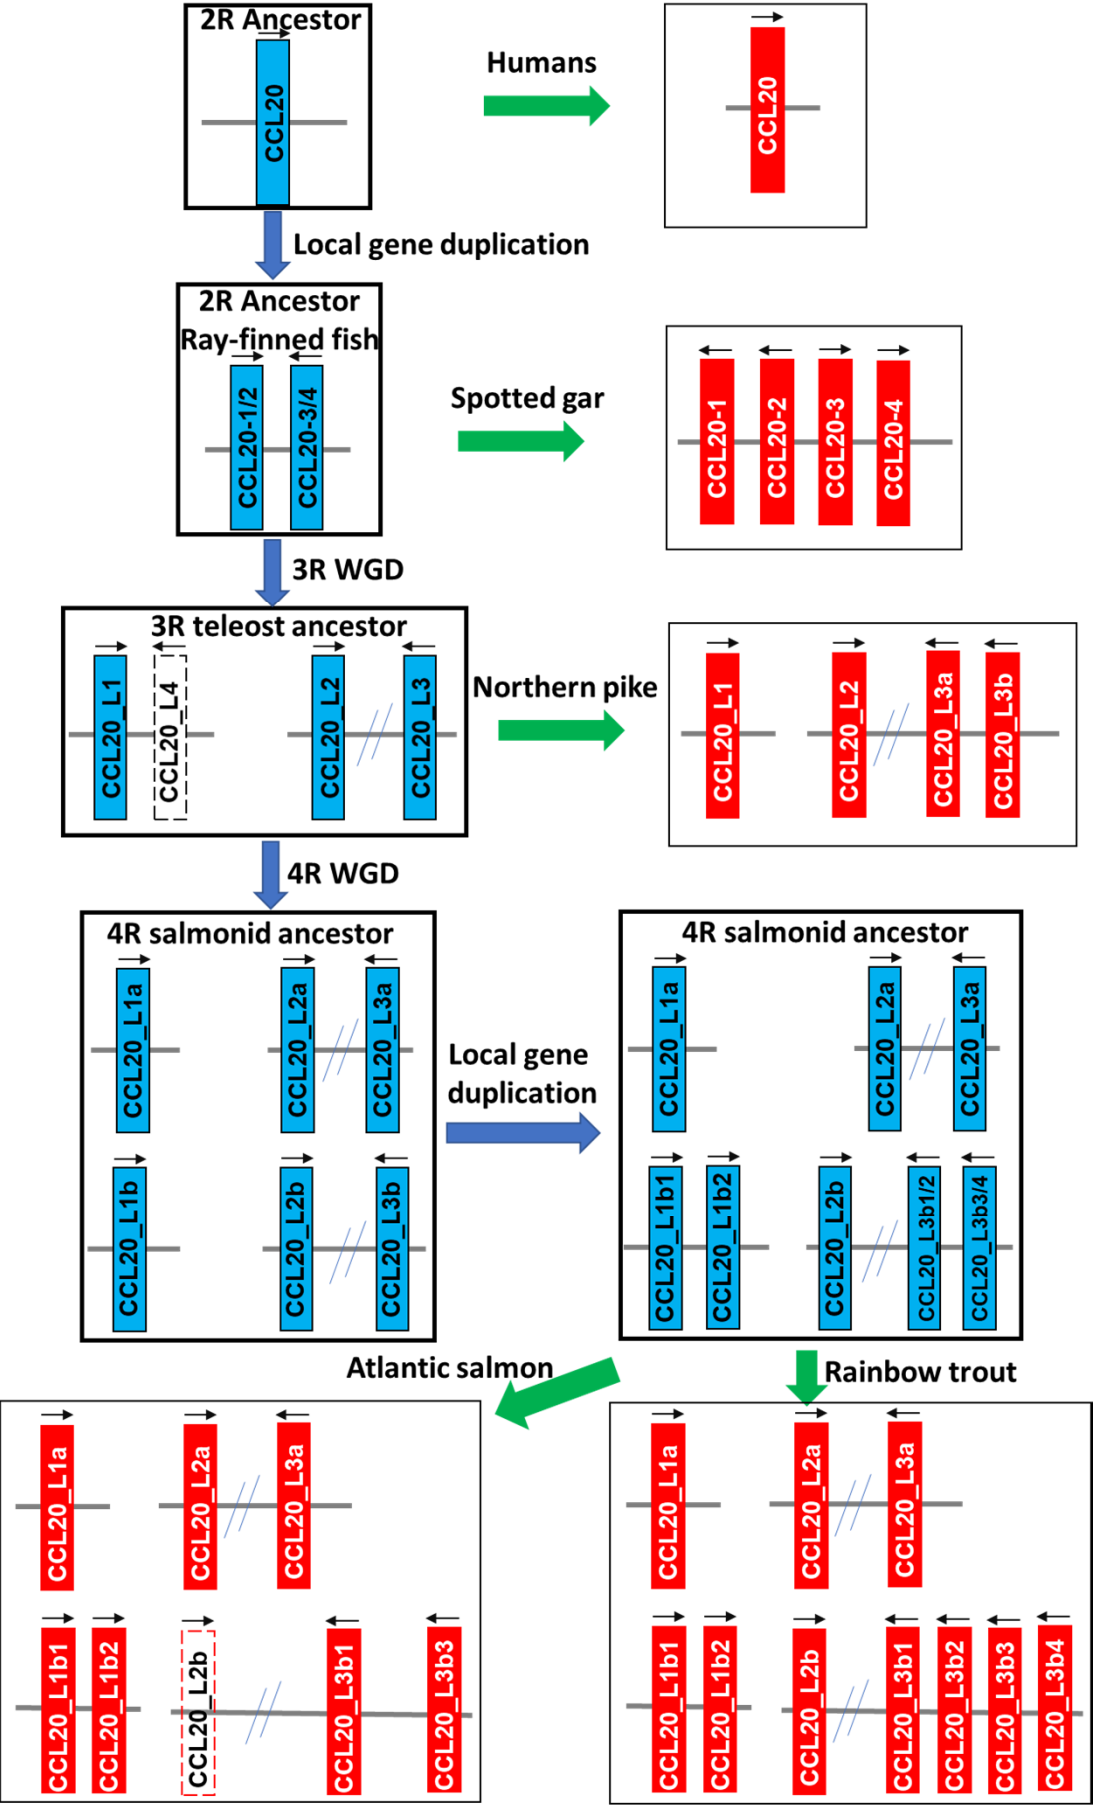 2R Ancestor
CCL20
Humans
CCL20
Local gene duplication
2R Ancestor
Ray-finned fish
CCL20-1/2
CCL20-3/4
Spotted gar
CCL20-1
CCL20-2
CCL20-3
CCL20-4
3R WGD
3R teleost ancestor
CCL20_L1
CCL20_L4
CCL20_L2
CCL20_L3
Northern pike
CCL20_L1
CCL20_L2
CCL20_L3a
CCL20_L3b
4R WGD
4R salmonid ancestor
CCL20_L1a
CCL20_L2a
CCL20_L3a
CCL20_L1b
CCL20_L2b
CCL20_L3b
Local gene
duplication
4R salmonid ancestor
CCL20_L1a
CCL20_L2a
CCL20_L3a
CCL20_L1b1
CCL20_L1b2
CCL20_L2b
CCL20_L3b1/2
CCL20_L3b3/4
Atlantic salmon
CCL20_L1a
CCL20_L2a
CCL20_L3a
CCL20_L1b1
CCL20_L1b2
CCL20_L2b
CCL20_L3b1
CCL20_L3b3
Rainbow trout
CCL20_L1a
CCL20_L2a
CCL20_L3a
CCL20_L1b1
CCL20_L1b2
CCL20_L2b
CCL20_L3b1
CCL20_L3b2
CCL20_L3b3
CCL20_L3b4